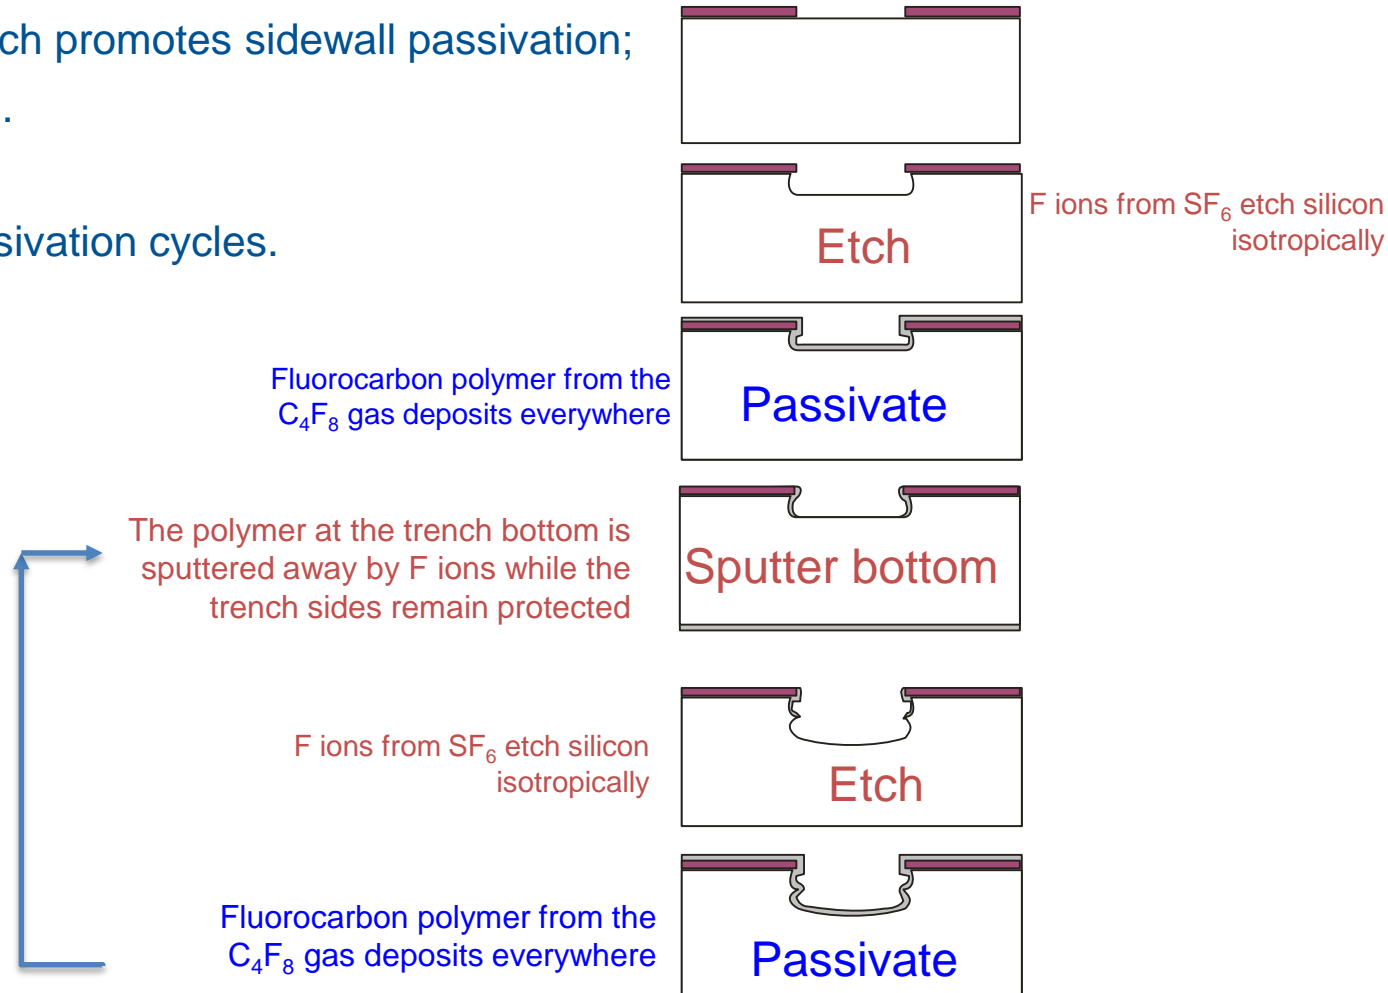 ch promotes sidewall passivation;
.
sivation cycles.
F ions from SF₆ etch silicon
isotropically
Etch
Fluorocarbon polymer from the
C₄F₈ gas deposits everywhere
Passivate
The polymer at the trench bottom is
sputtered away by F ions while the
trench sides remain protected
Sputter bottom
F ions from SF₆ etch silicon
isotropically
Etch
Fluorocarbon polymer from the
C₄F₈ gas deposits everywhere
Passivate